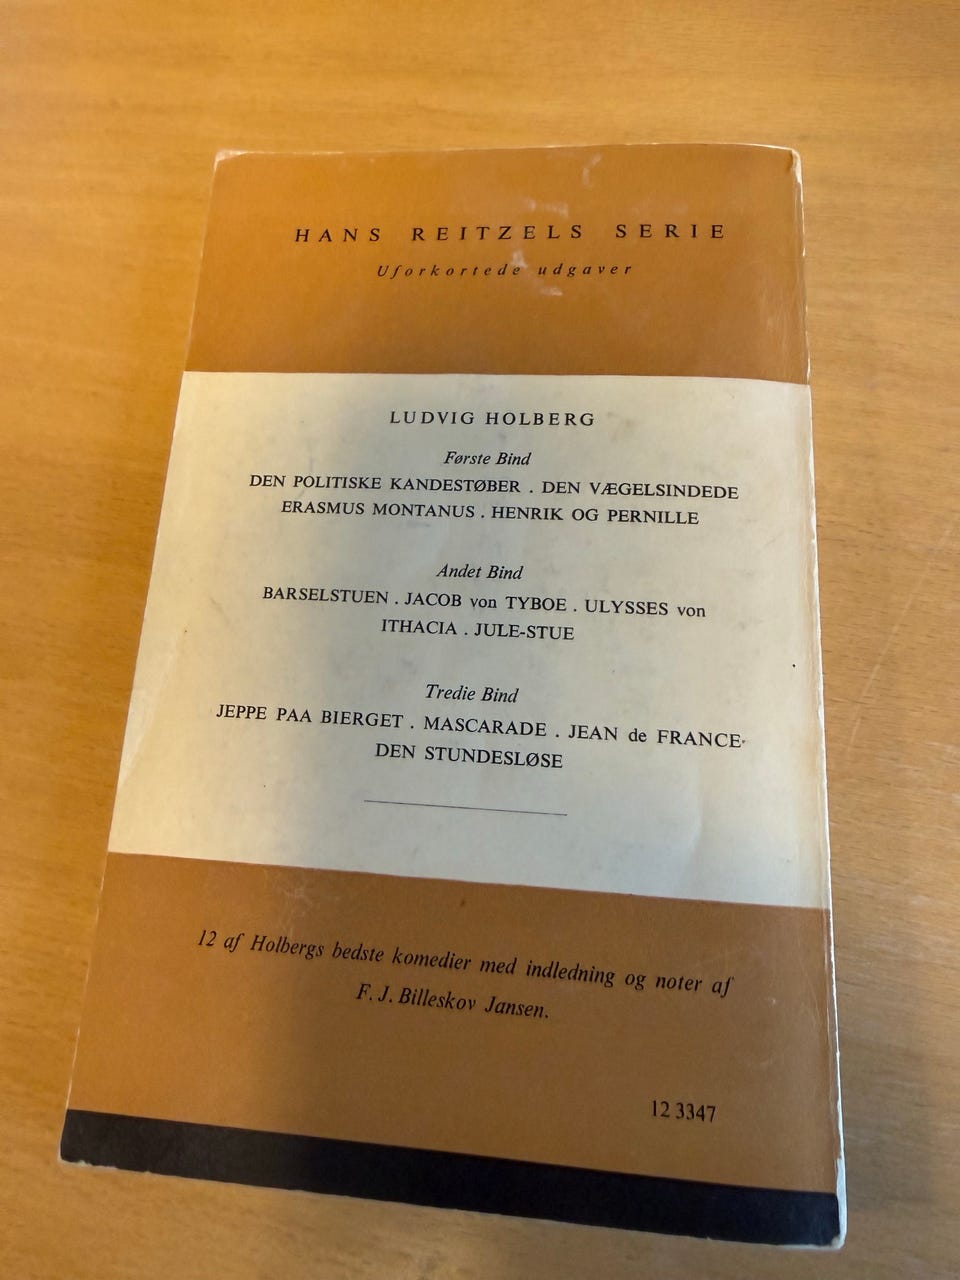 HANS REITZELS SERIE
Uforkortede udgaver
LUDVIG HOLBERG
Første Bind
DEN POLITISKE KANDESTØBER . DEN VÆGELSINDEDE
ERASMUS MONTANUS . HENRIK OG PERNILLE
Andet Bind
BARSELSTUEN . JACOB von TYBOE . ULYSSES von
ITHACIA . JULE-STUE
Tredie Bind
JEPPE PAA BIERGET . MASCARADE . JEAN de FRANCE·
DEN STUNDESLØSE
12 af Holbergs bedste komedier med indledning og noter af
F. J. Billeskov Jansen.
12 3347